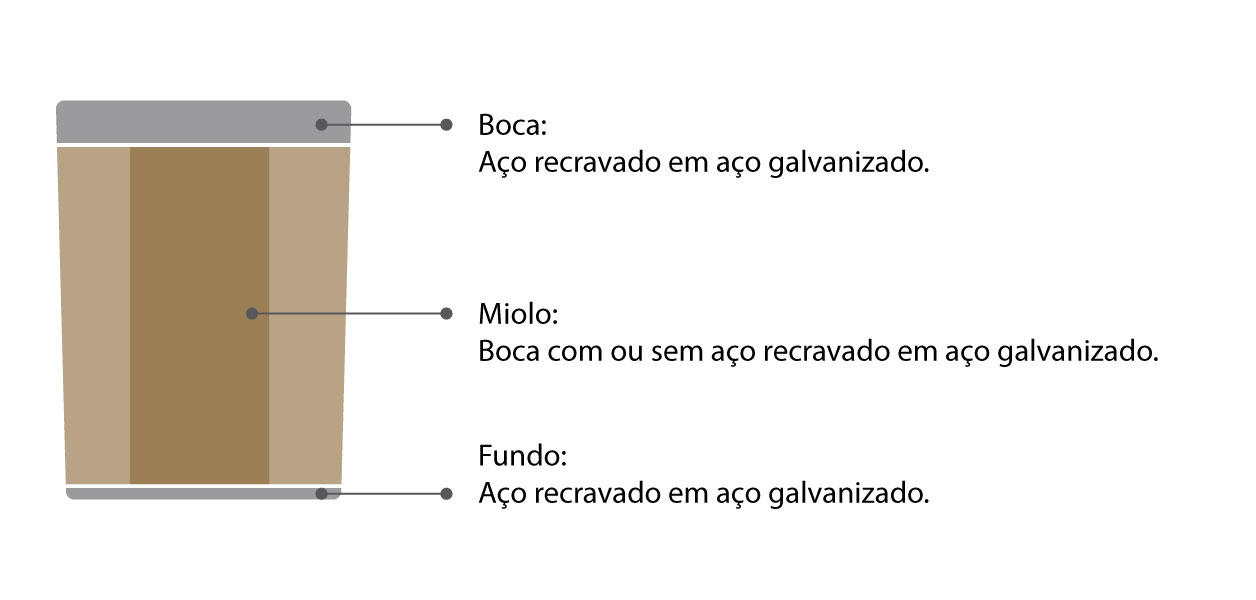 Boca:
Aço recravado em aço galvanizado.
Miolo:
Boca com ou sem aço recravado em aço galvanizado.
Fundo:
Aço recravado em aço galvanizado.